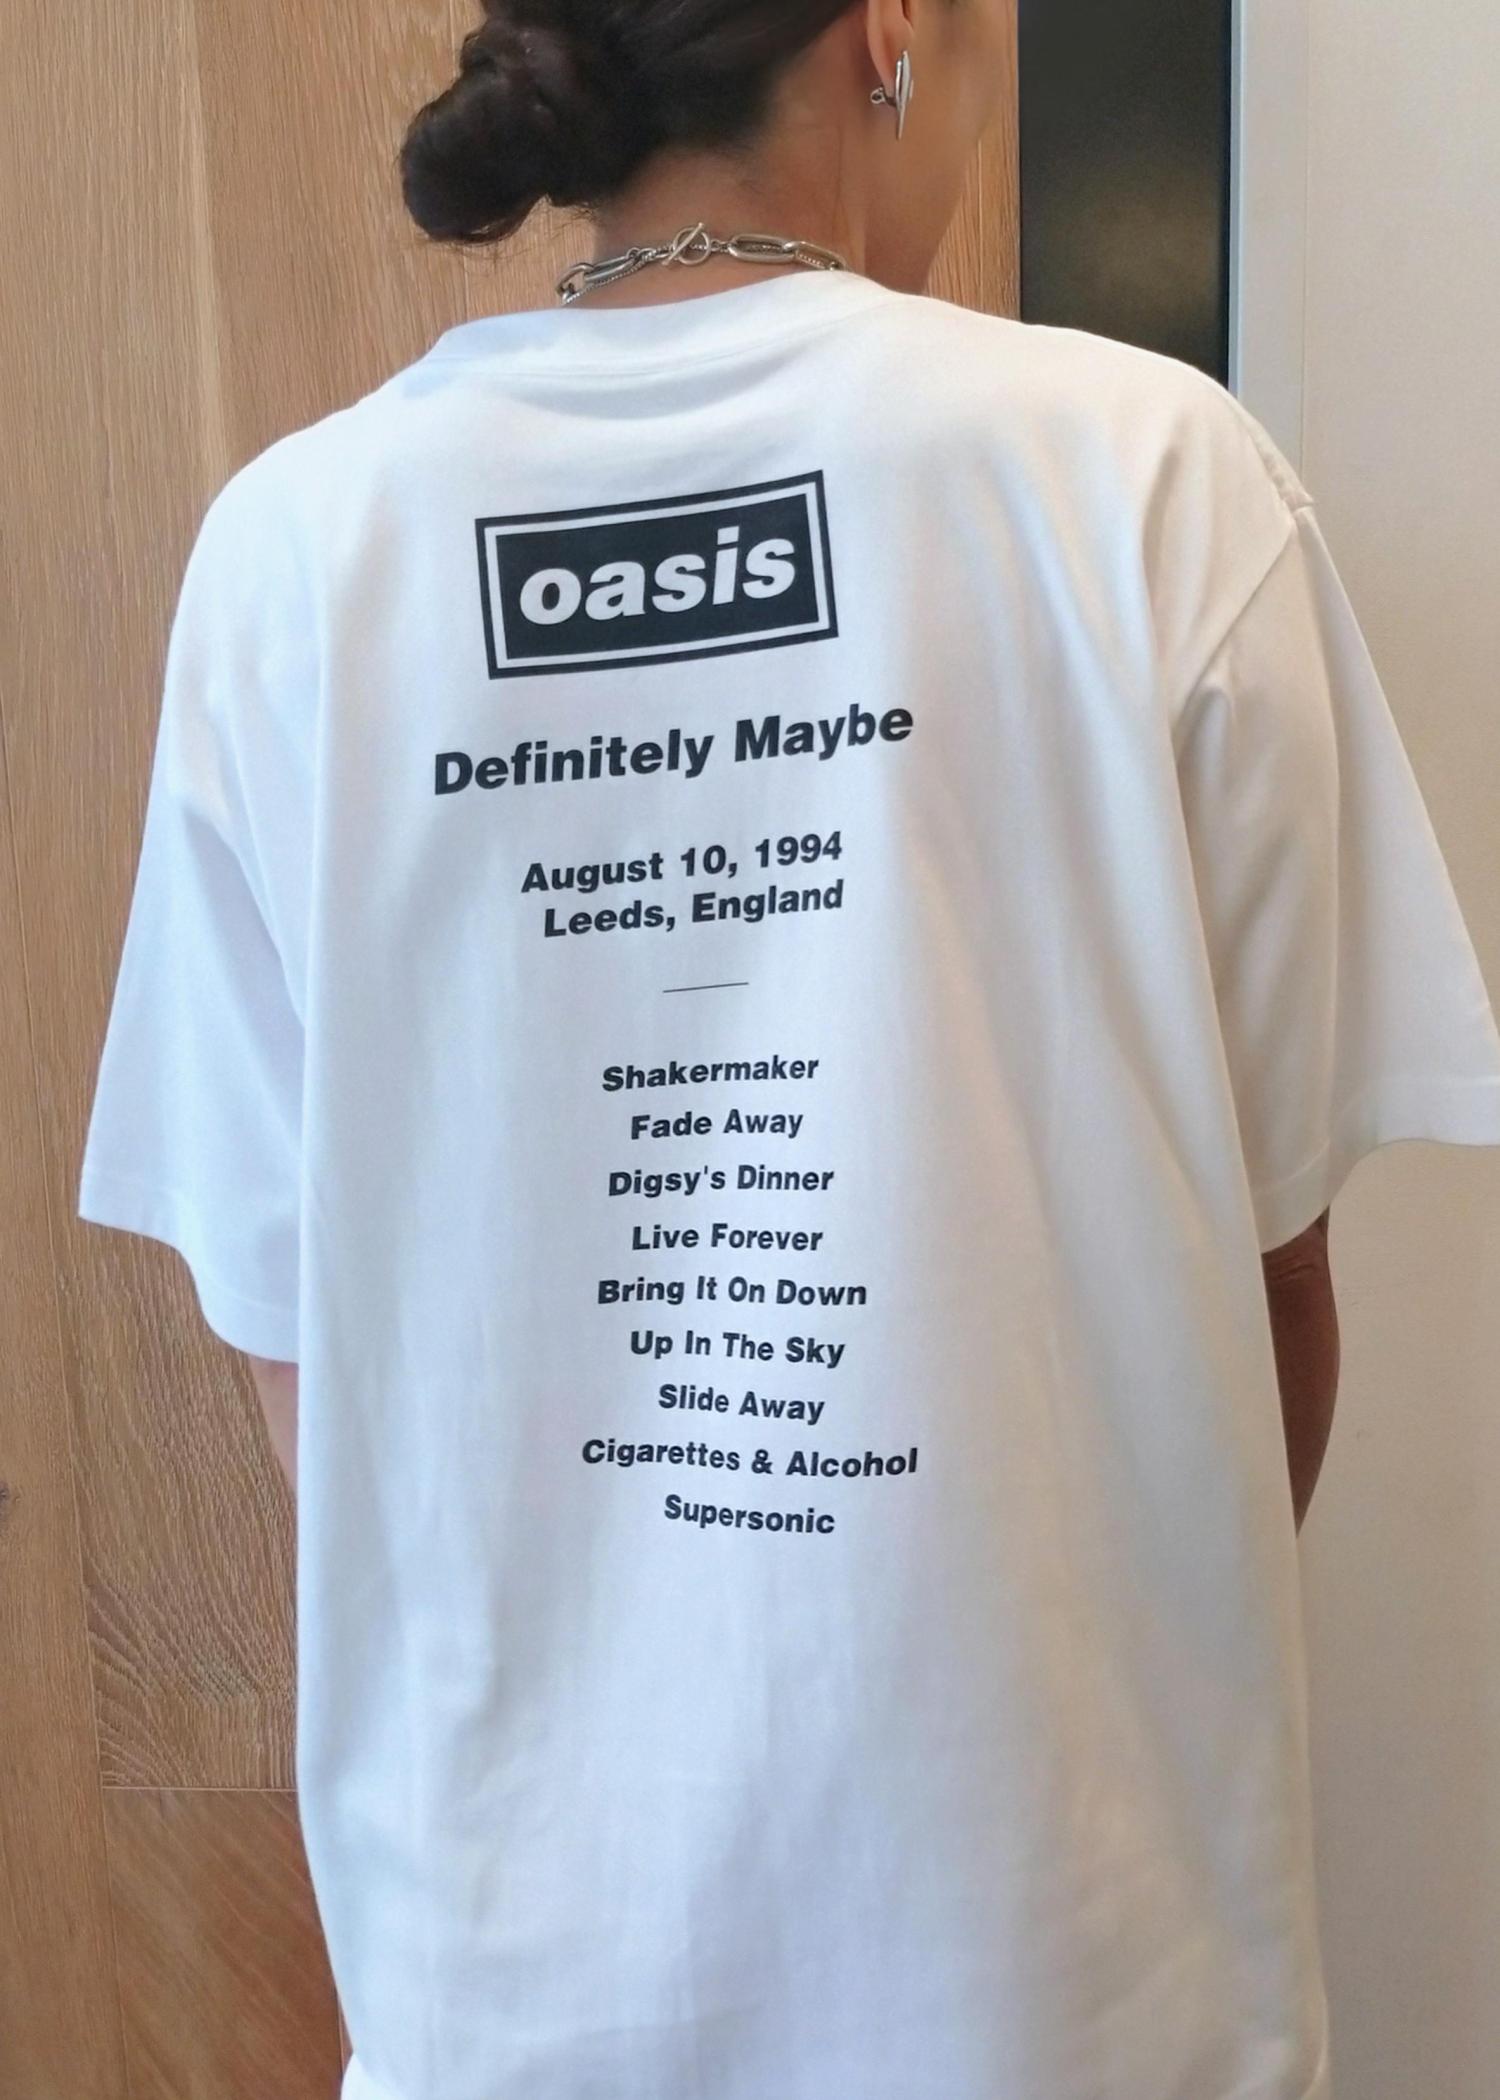 oasis
Definitely Maybe
August 10, 1994
Leeds, England
Shakermaker
Fade Away
Digsy's Dinner
Live Forever
Bring It On Down
Up In The Sky
Slide Away
Cigarettes & Alcohol
Supersonic